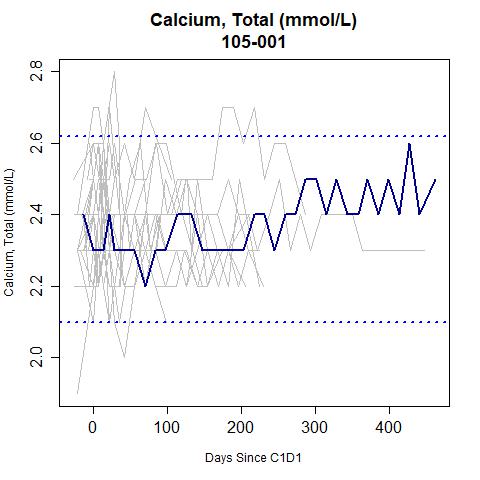 Calcium, Total (mmol/L)
105-001
Calcium, Total (mmol/L)
2.8
2.6
2.4
2.2
2.0
0 100 200 300 400
Days Since C1D1